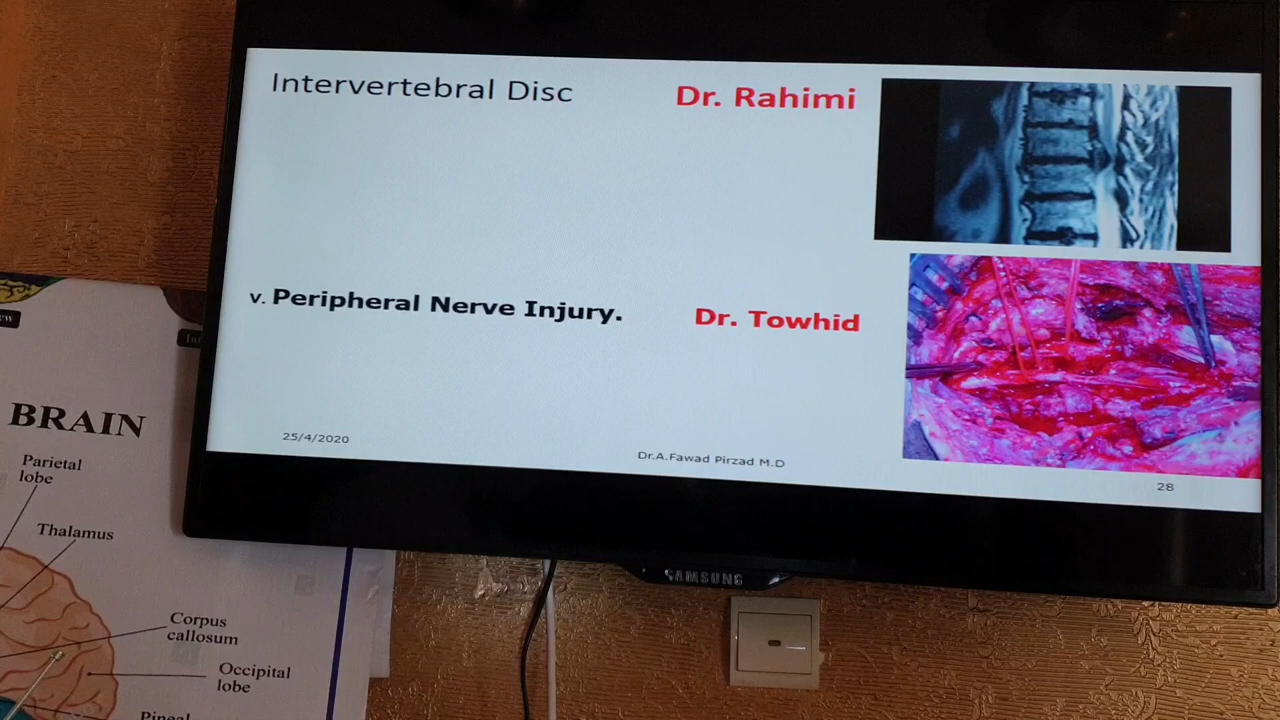 Intervertebral Disc
Dr. Rahimi
v. Peripheral Nerve Injury.
Dr. Towhid
25/4/2020
Dr.A.Fawad Pirzad M.D
28
SAMSUNG
BRAIN
Parietal
lobe
Thalamus
Corpus
callosum
Occipital
lobe
Pineal